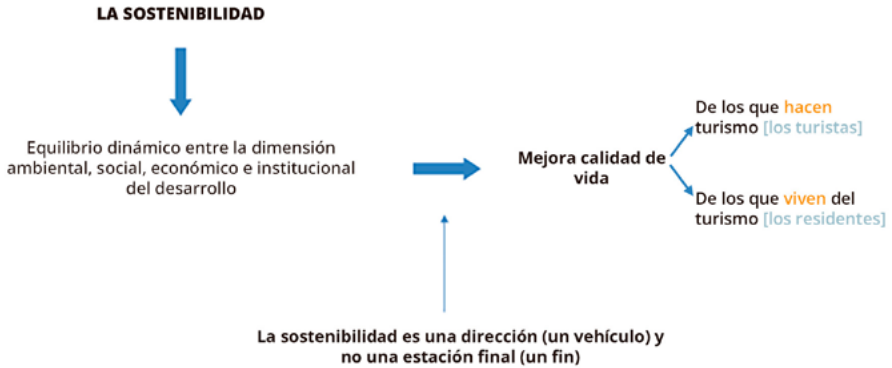 LA SOSTENIBILIDAD
Equilibrio dinámico entre la dimensión
ambiental, social, económico e institucional
del desarrollo
Mejora calidad de
vida
De los que hacen
turismo [los turistas]
De los que viven del
turismo [los residentes]
La sostenibilidad es una dirección (un vehículo) y
no una estación final (un fin)